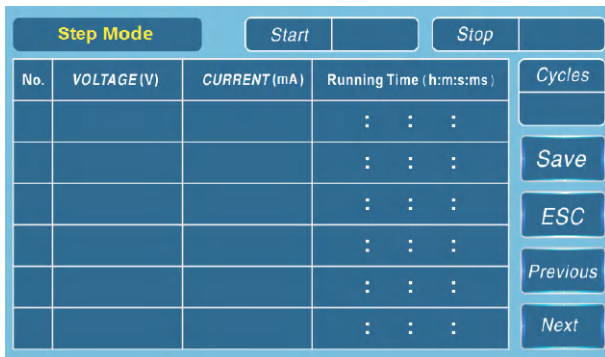 Step Mode Start Stop
No. VOLTAGE(V) CURRENT(mA) Running Time (h:m:s:ms) Cycles
: : :
: : : Save
: : : ESC
: : :
: : : Previous
: : : Next